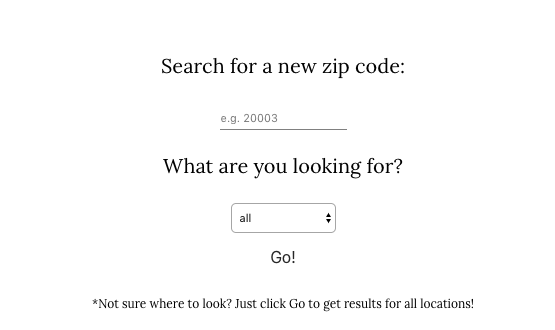 Search for a new zip code:
e.g. 20003
What are you looking for?
all
Go!
*Not sure where to look? Just click Go to get results for all locations!